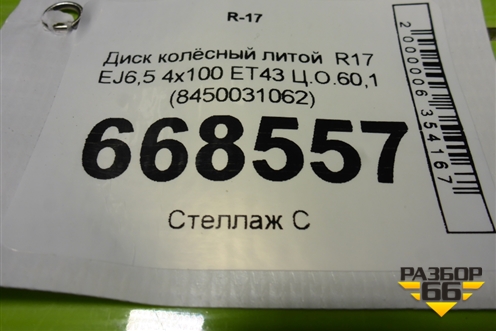 R-17
Диск колёсный литой R17
EJ6,5 4x100 ET43 Ц.О.60,1
(8450031062)
668557
Стеллаж С
2000006354167
РАЗБОР
66